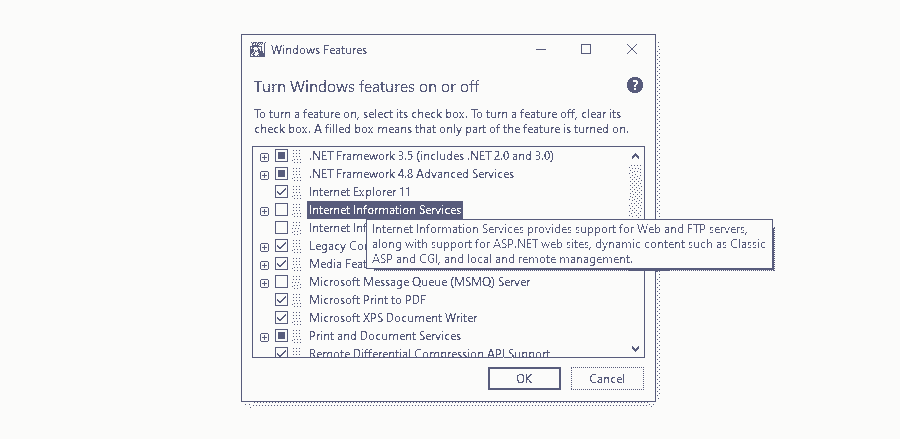 Windows Features
Turn Windows features on or off
To turn a feature on, select its check box. To turn a feature off, clear its
check box. A filled box means that only part of the feature is turned on.
.NET Framework 3.5 (includes .NET 2.0 and 3.0)
.NET Framework 4.8 Advanced Services
Internet Explorer 11
Internet Information Services
Internet
Internet Information Services provides support for Web and FTP servers,
along with support for ASP.NET web sites, dynamic content such as Classic
ASP and CGI, and local and remote management.
Legacy
Media
Microsoft Message Queue (MSMQ) Server
Microsoft Print to PDF
Microsoft XPS Document Writer
Print and Document Services
Remote Differential Compression API Support
OK
Cancel